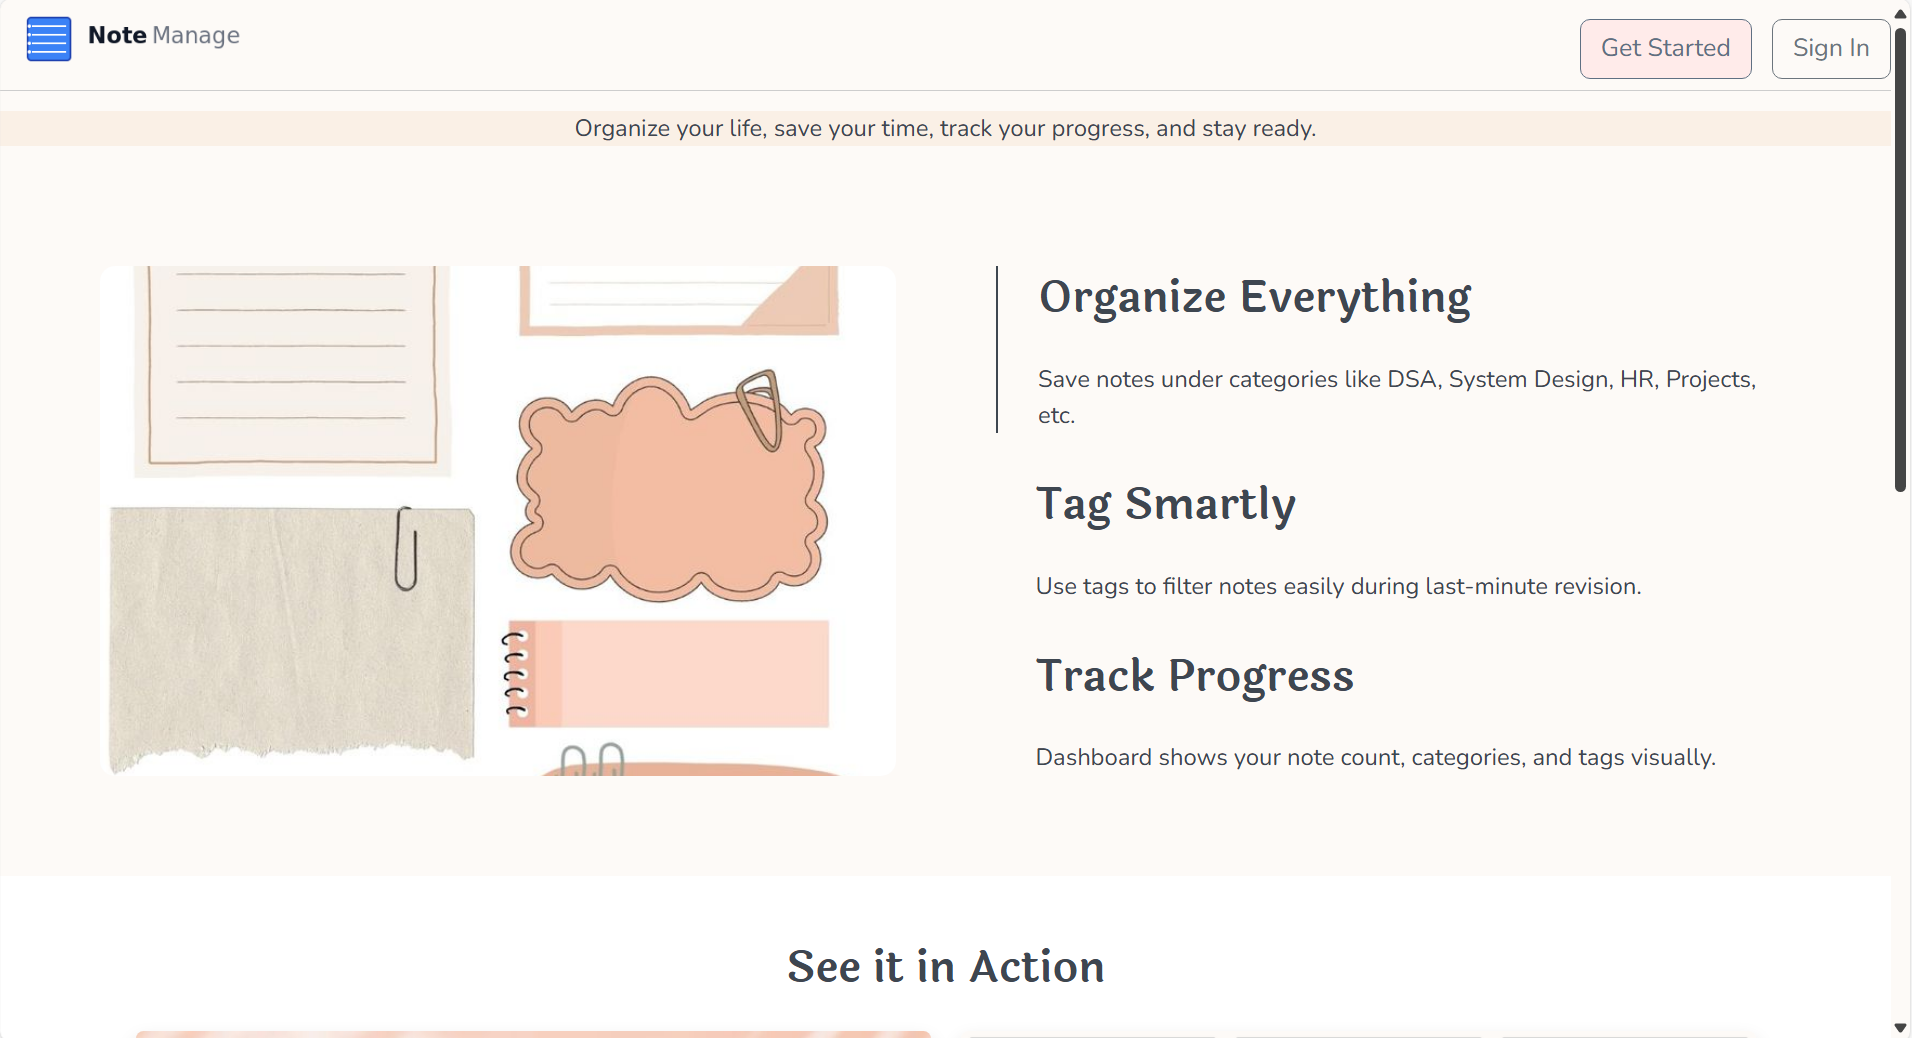 Note Manage
Get Started
Sign In
Organize your life, save your time, track your progress, and stay ready.
Organize Everything
Save notes under categories like DSA, System Design, HR, Projects,
etc.
Tag Smartly
Use tags to filter notes easily during last-minute revision.
Track Progress
Dashboard shows your note count, categories, and tags visually.
See it in Action